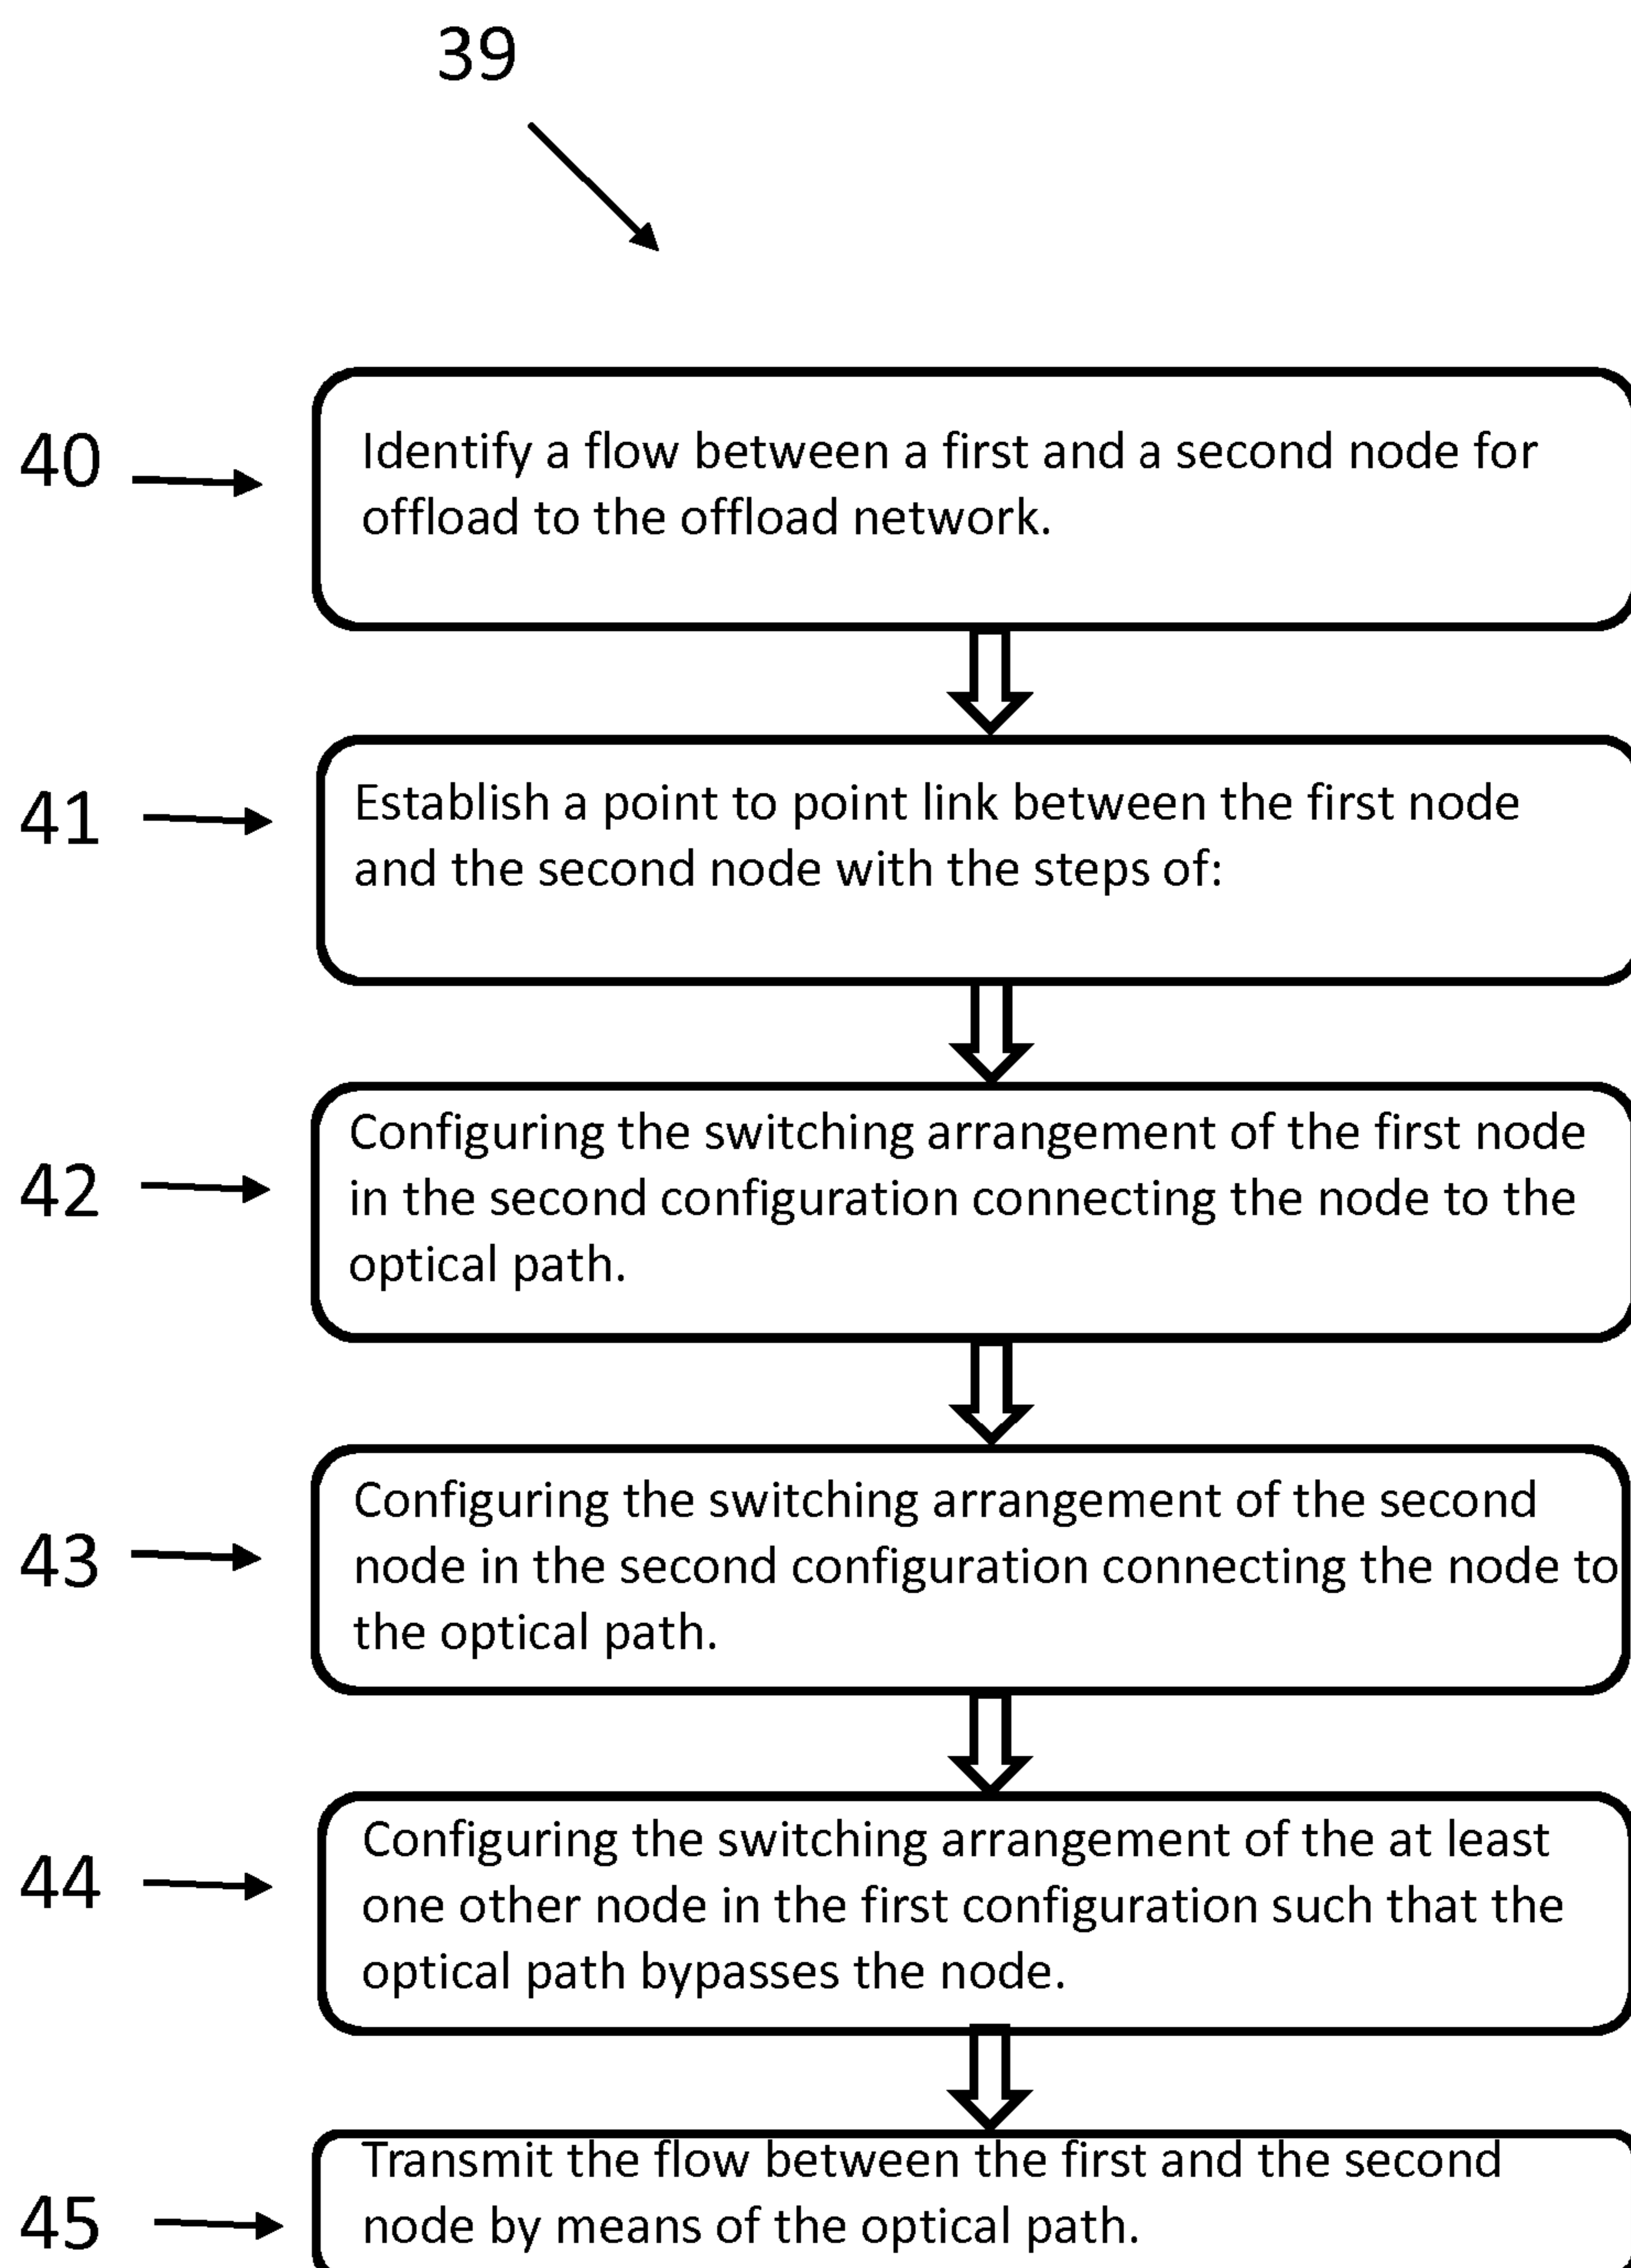 39
40
Identify a flow between a first and a second node for
offload to the offload network.
41
Establish a point to point link between the first node
and the second node with the steps of:
42
Configuring the switching arrangement of the first node
in the second configuration connecting the node to the
optical path.
43
Configuring the switching arrangement of the second
node in the second configuration connecting the node to
the optical path.
44
Configuring the switching arrangement of the at least
one other node in the first configuration such that the
optical path bypasses the node.
45
Transmit the flow between the first and the second
node by means of the optical path.